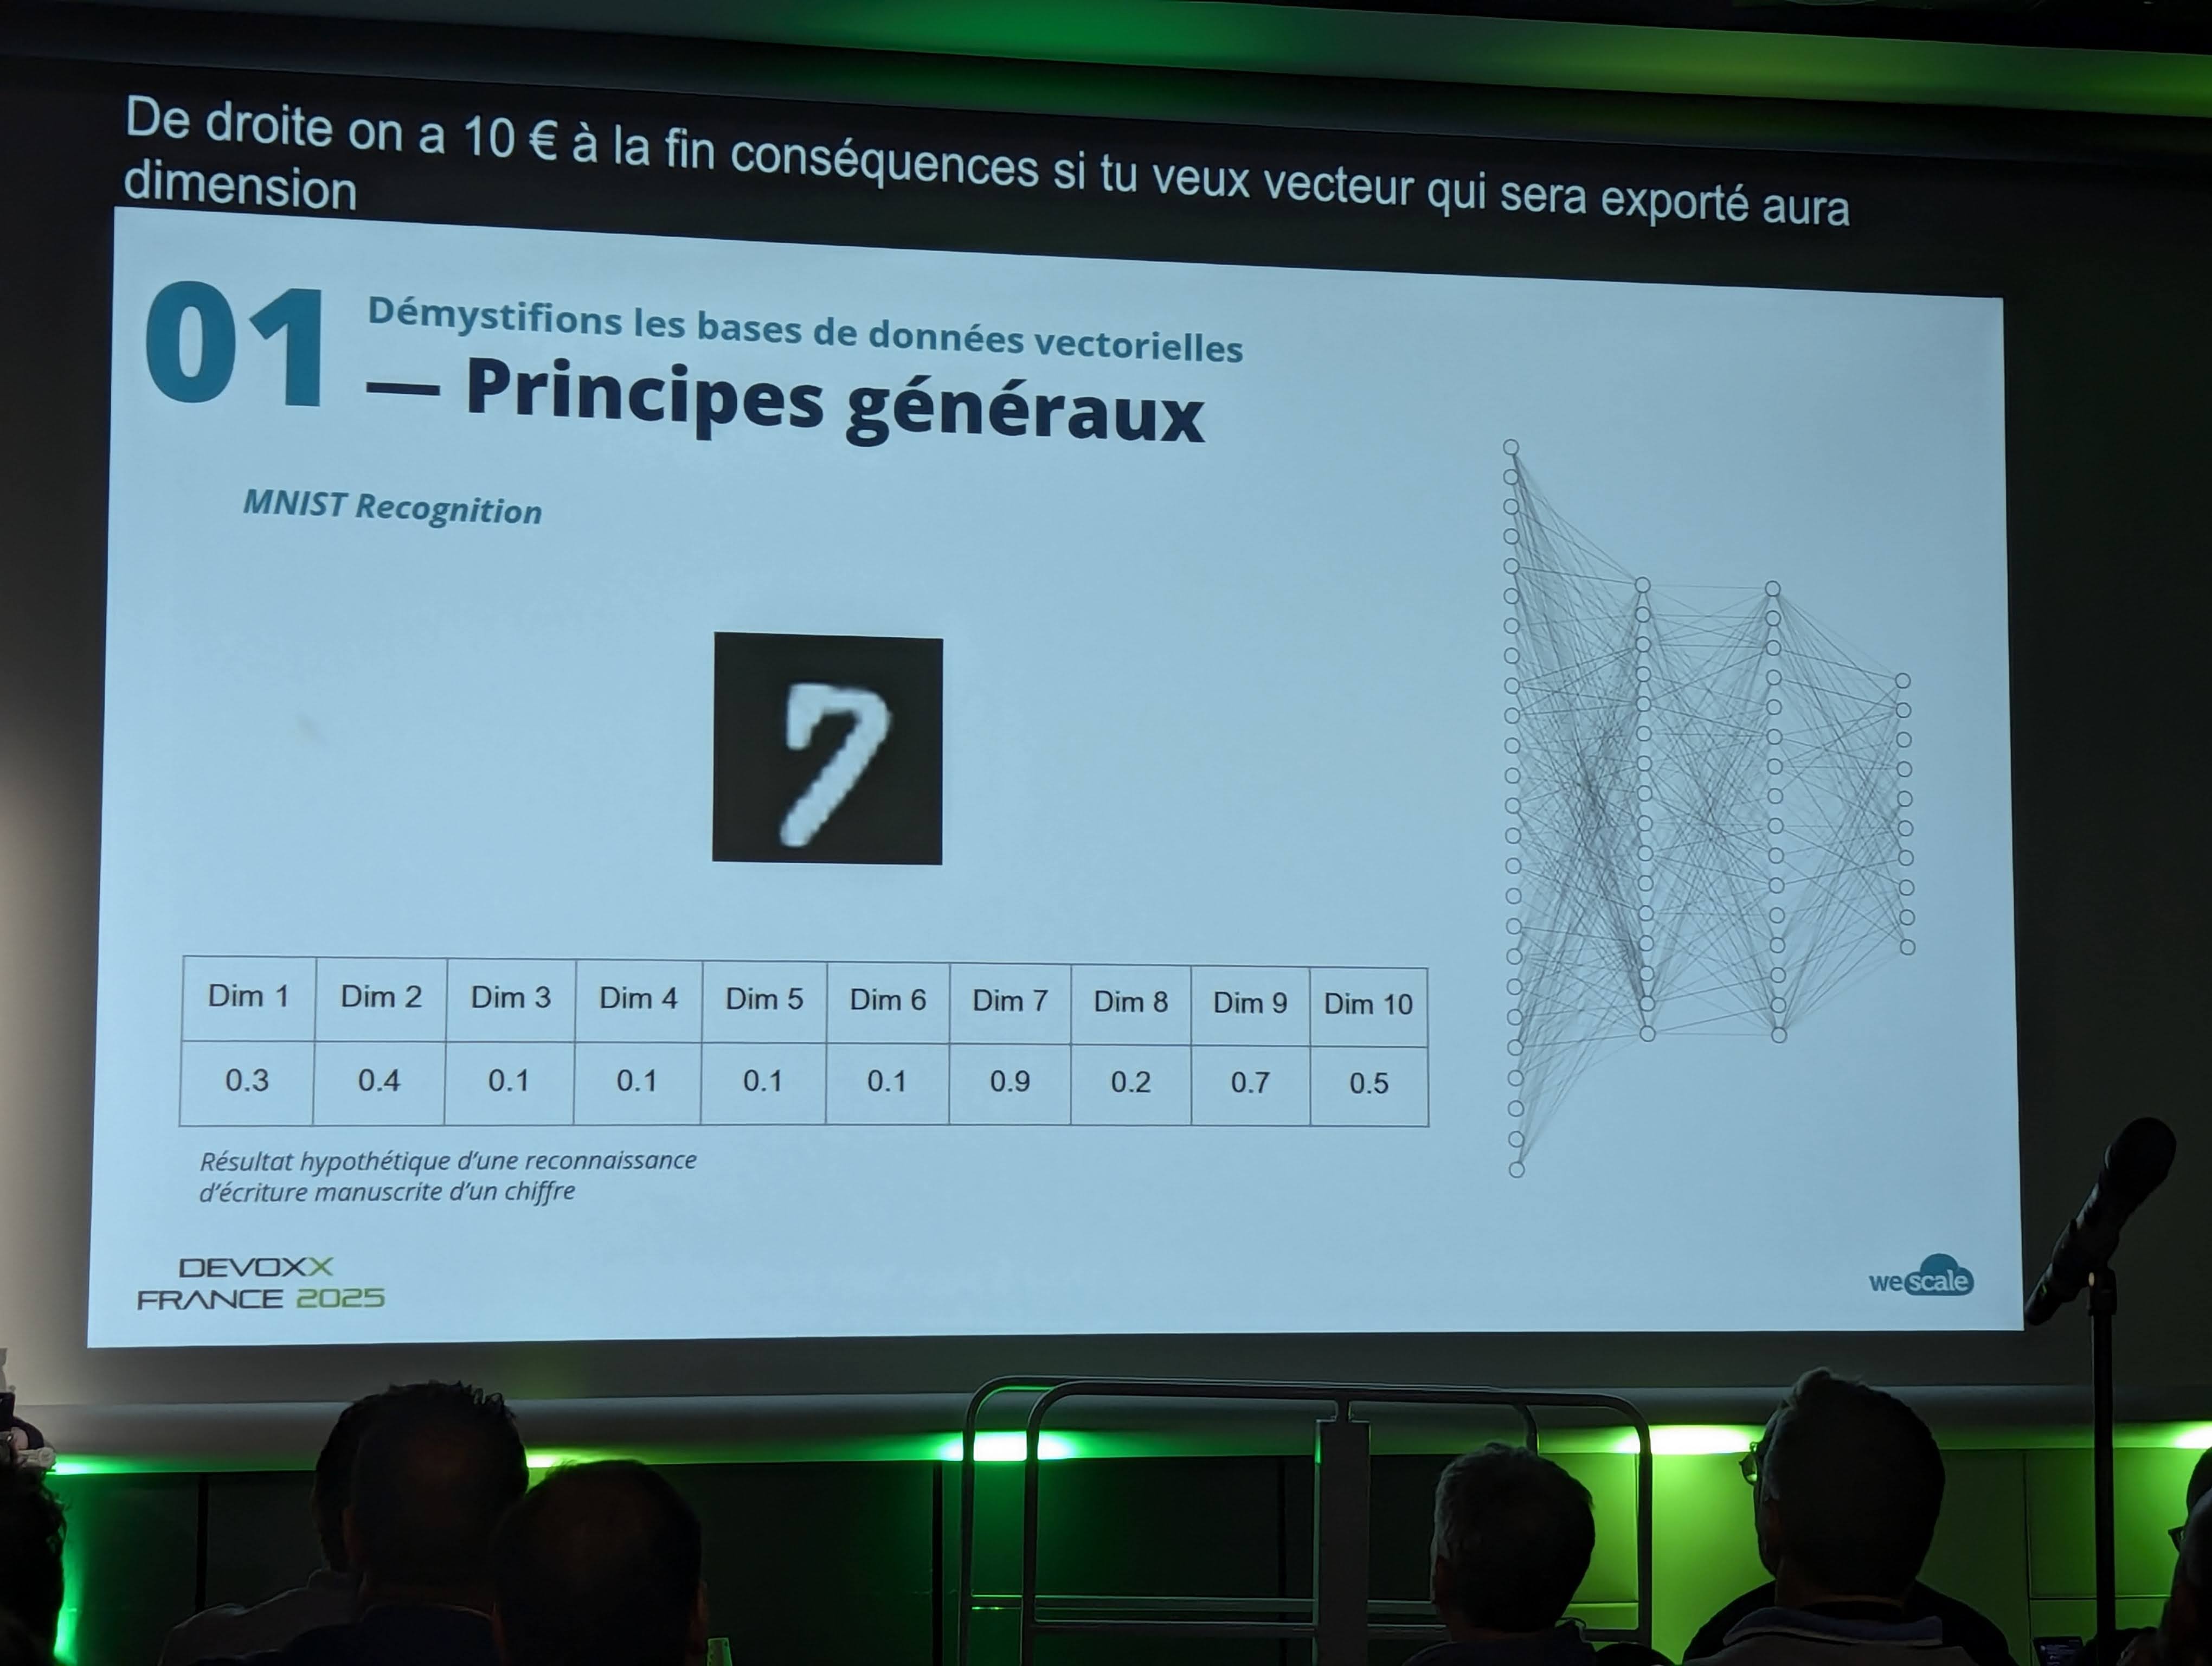 De droite on a 10 € à la fin conséquences si tu veux vecteur qui sera exporté aura
dimension
01
Démystifions les bases de données vectorielles
— Principes généraux
MNIST Recognition
7
Dim 1 Dim 2 Dim 3 Dim 4 Dim 5 Dim 6 Dim 7 Dim 8 Dim 9 Dim 10
0.3 0.4 0.1 0.1 0.1 0.1 0.9 0.2 0.7 0.5
Résultat hypothétique d'une reconnaissance
d'écriture manuscrite d'un chiffre
DEVOXX
FRANCE 2025
wescale